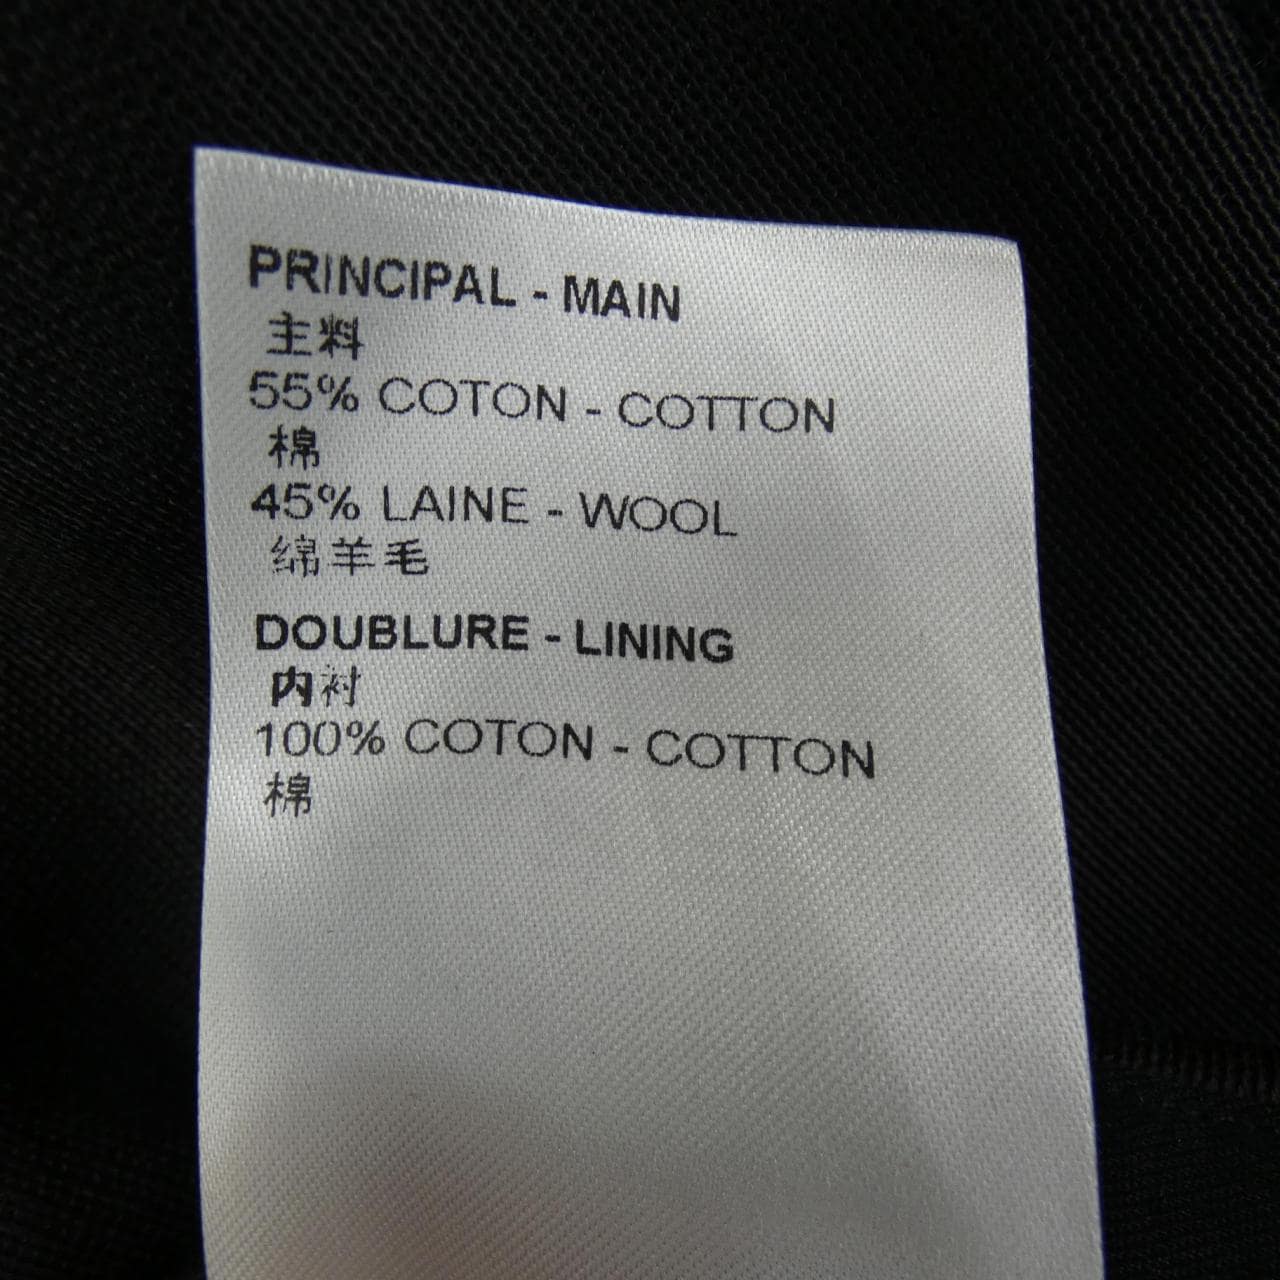 PRINCIPAL - MAIN
主料
55% COTON - COTTON
棉
45% LAINE - WOOL
绵羊毛
DOUBLURE - LINING
内衬
100% COTON - COTTON
棉